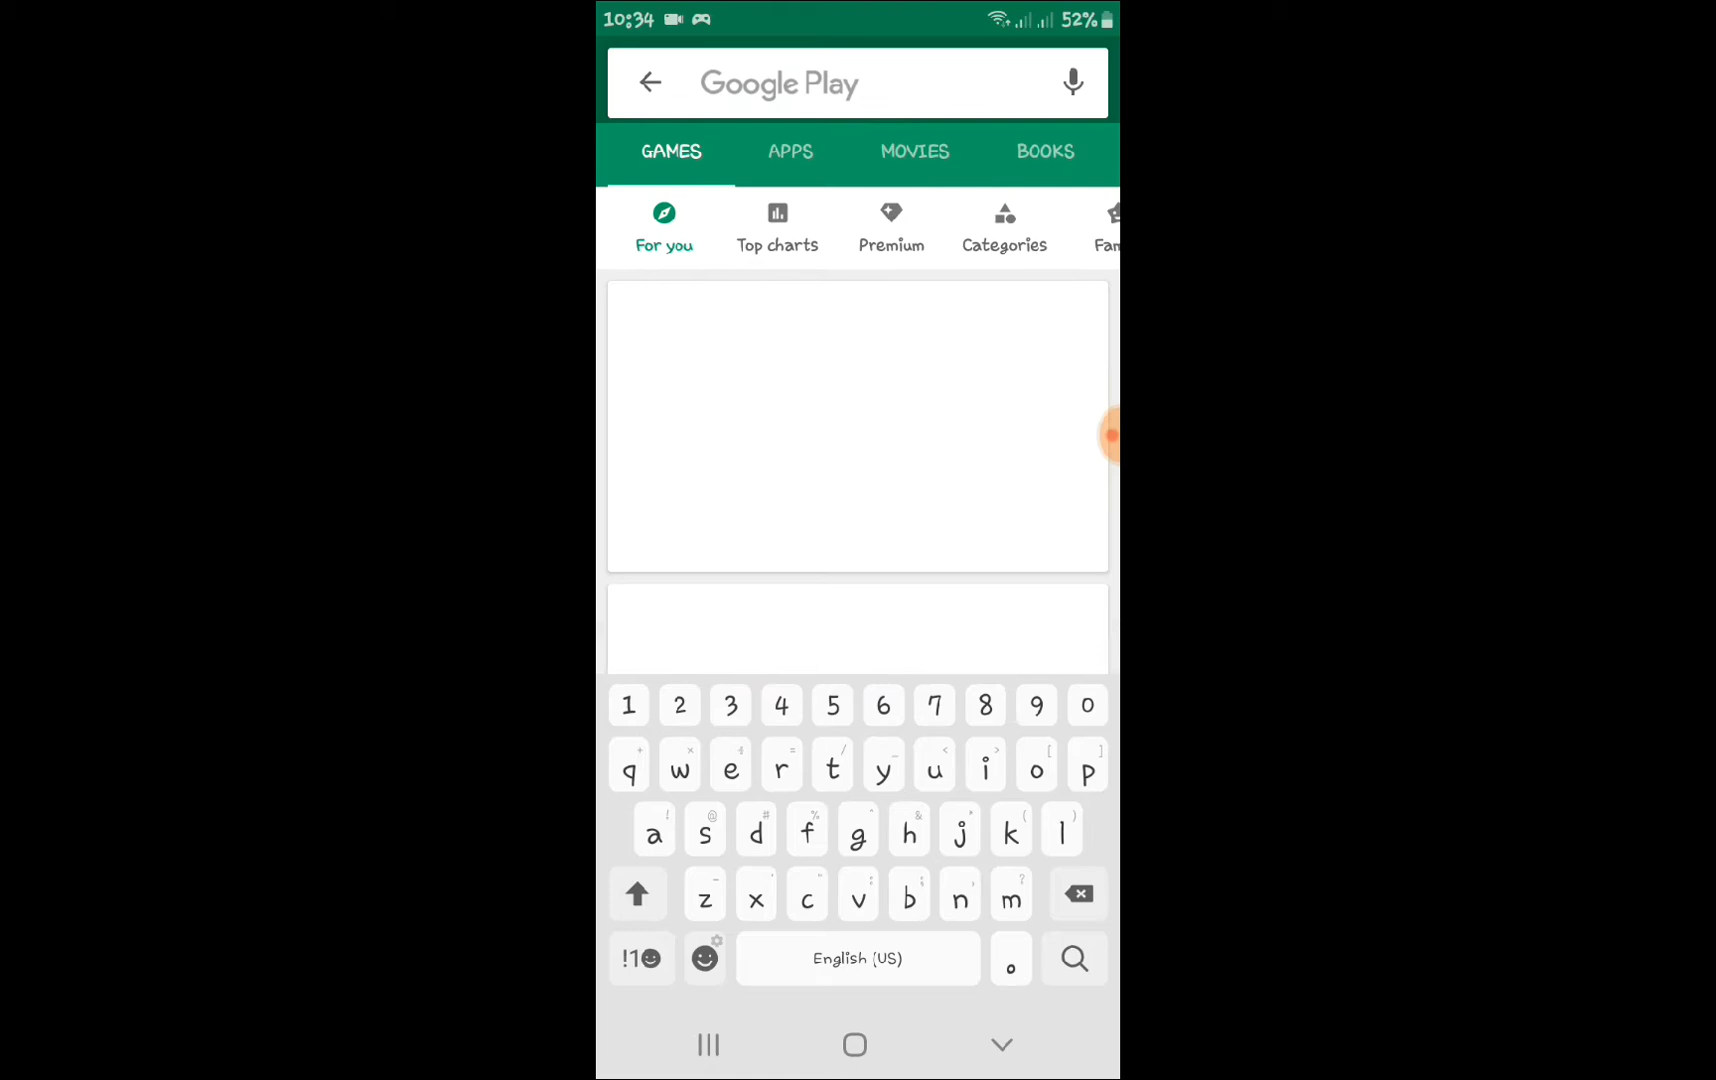 10:34 52%
Google Play
GAMES APPS MOVIES BOOKS
For you Top charts Premium Categories Fam
1 2 3 4 5 6 7 8 9 0
+ × ÷ = / _ < > [ ]
q w e r t y u i o p
! @ # % ^ & * ( )
a s d f g h j k l
- ' " : ; , ?
z x c v b n m
!1 English (US) .